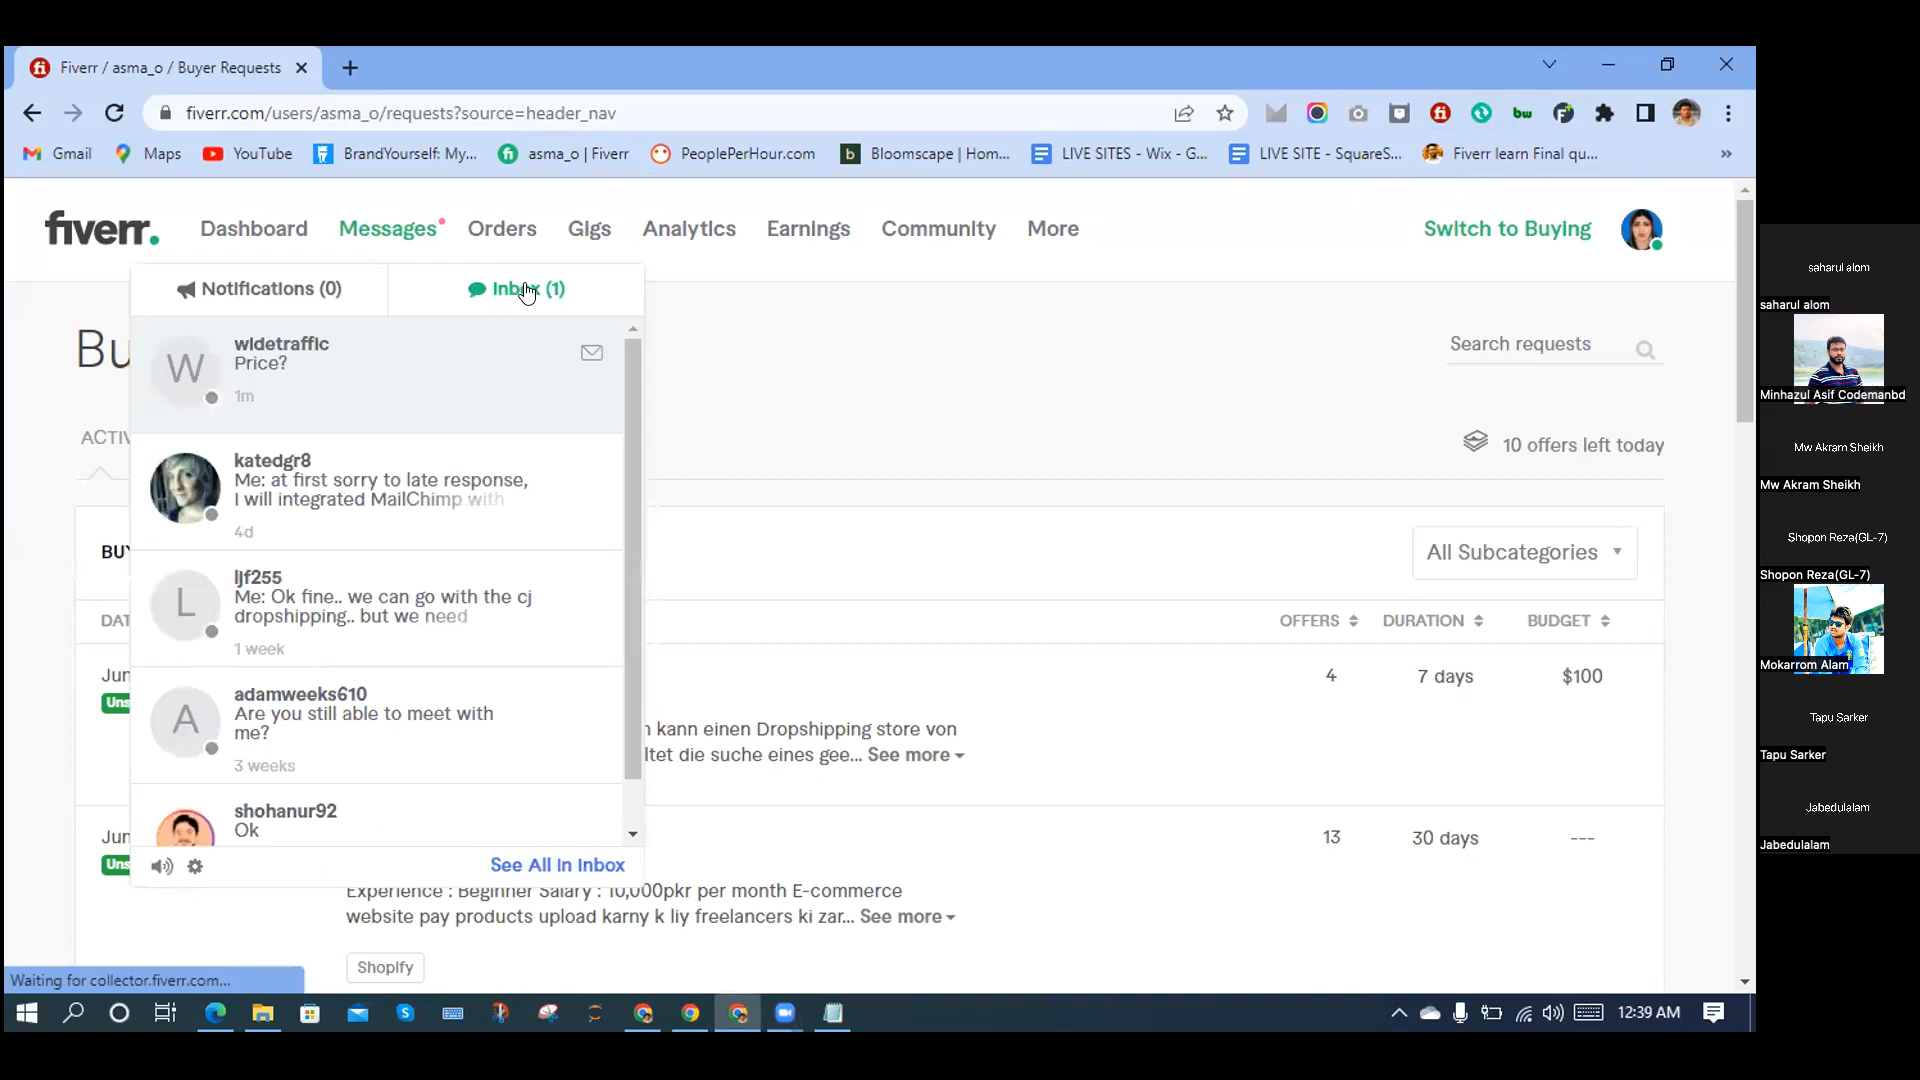 Fiverr / asma_o / Buyer Requests
fiverr.com/users/asma_o/requests?source=header_nav
Gmail Maps YouTube BrandYourself: My... asma_o | Fiverr PeoplePerHour.com Bloomscape | Hom... LIVE SITES - Wix - G... LIVE SITE - SquareS... Fiverr learn Final qu...
fiverr. Dashboard Messages Orders Gigs Analytics Earnings Community More Switch to Buying
Notifications (0) Inbox (1)
Bu
Search requests
widetraffic
Price?
1m
ACTIV
10 offers left today
katedgr8
Me: at first sorry to late response,
I will integrated MailChimp with
4d
BUY
All Subcategories
ljf255
Me: Ok fine.. we can go with the cj
dropshipping.. but we need
1 week
DAT
OFFERS DURATION BUDGET
Jun
Uns
4 7 days $100
adamweeks610
Are you still able to meet with
me?
3 weeks
n kann einen Dropshipping store von
ltet die suche eines gee... See more
shohanur92
Ok
Jun
Uns
13 30 days ---
See All in Inbox
Experience : Beginner Salary : 10,000pkr per month E-commerce
website pay products upload karny k liy freelancers ki zar... See more
Shopify
Waiting for collector.fiverr.com...
12:39 AM
saharul alom
saharul alom
Minhazul Asif Codemanbd
Mw Akram Sheikh
Mw Akram Sheikh
Shopon Reza(GL-7)
Shopon Reza(GL-7)
Mokarrom Alam
Tapu Sarker
Tapu Sarker
Jabedulalam
Jabedulalam